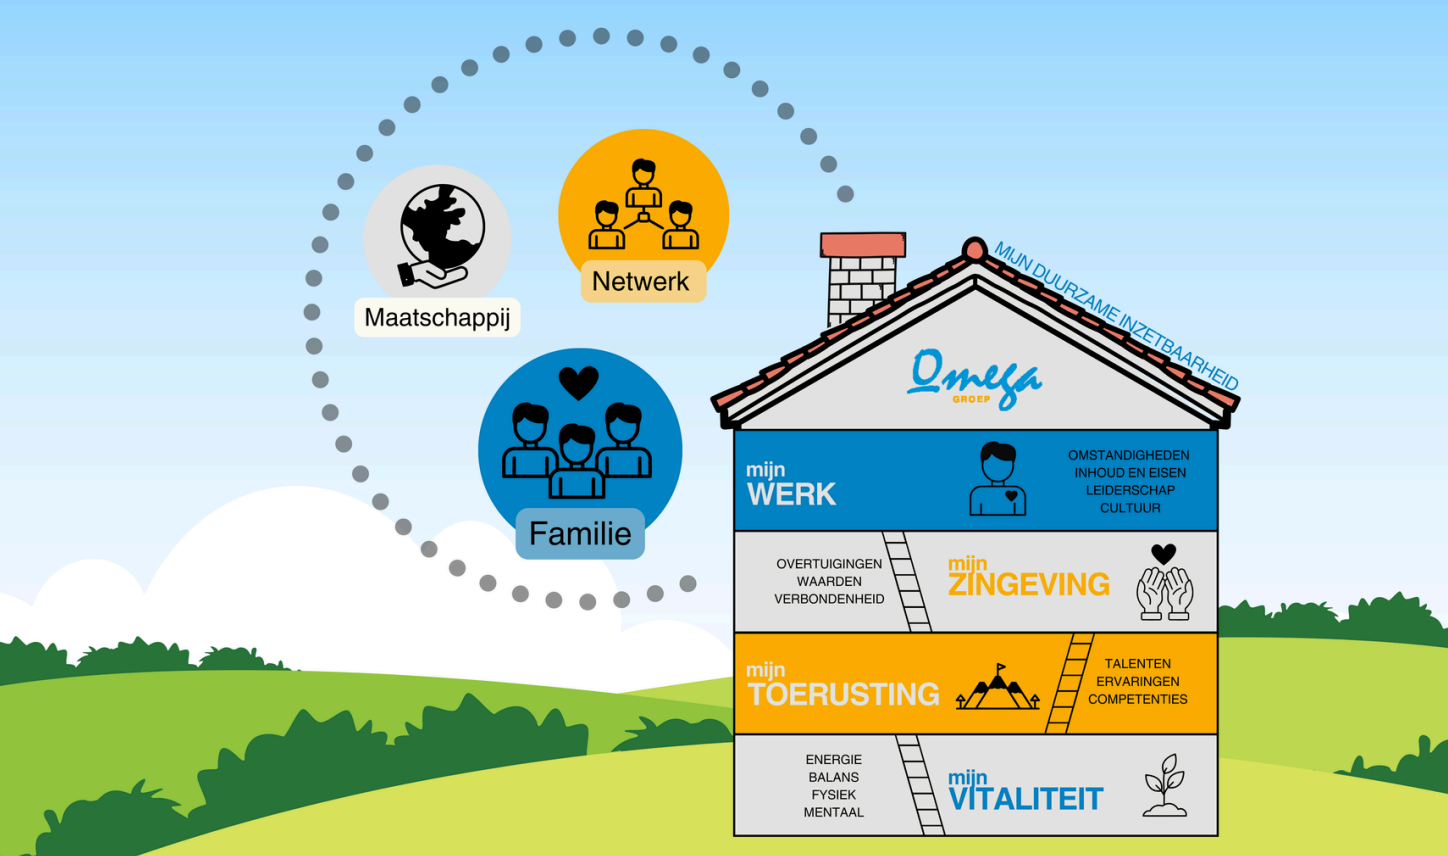 Maatschappij
Netwerk
Familie
MIJN DUURZAME INZETBAARHEID
Omega
GROEP
mijn
WERK
OMSTANDIGHEDEN
INHOUD EN EISEN
LEIDERSCHAP
CULTUUR
OVERTUIGINGEN
WAARDEN
VERBONDENHEID
mijn
ZINGEVING
mijn
TOERUSTING
TALENTEN
ERVARINGEN
COMPETENTIES
ENERGIE
BALANS
FYSIEK
MENTAAL
mijn
VITALITEIT